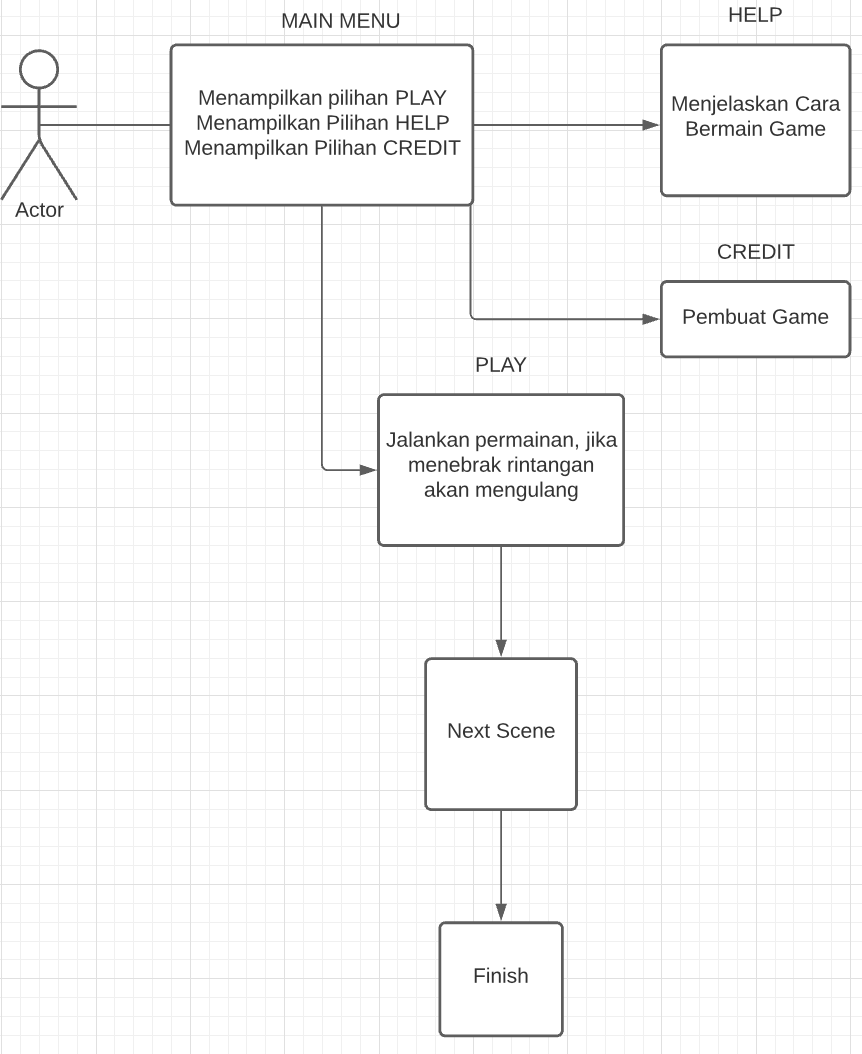 MAIN MENU
Menampilkan pilihan PLAY
Menampilkan Pilihan HELP
Menampilkan Pilihan CREDIT
Actor
HELP
Menjelaskan Cara
Bermain Game
CREDIT
Pembuat Game
PLAY
Jalankan permainan, jika
menebrak rintangan
akan mengulang
Next Scene
Finish